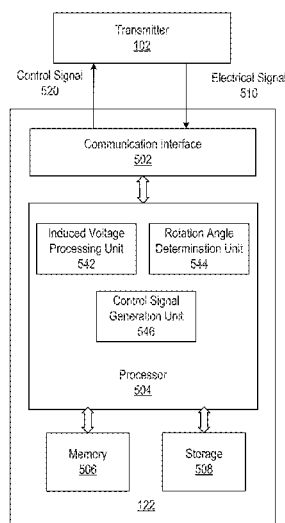 Transmitter
102
Control Signal
520
Electrical Signal
510
Communication Interface
502
Induced Voltage
Processing Unit
542
Rotation Angle
Determination Unit
544
Control Signal
Generation Unit
546
Processor
504
Memory
506
Storage
508
122